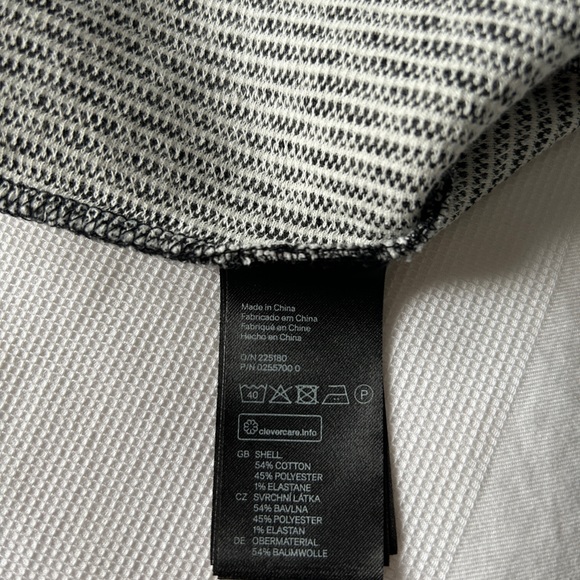 Made in China
Fabricado em China
Fabriqué en Chine
Hecho en China
O/N 225180
P/N 0255700 0
40 P
clevercare.info
GB SHELL
54% COTTON
45% POLYESTER
1% ELASTANE
CZ SVRCHNÍ LÁTKA
54% BAVLNA
45% POLYESTER
1% ELASTAN
DE OBERMATERIAL
54% BAUMWOLLE